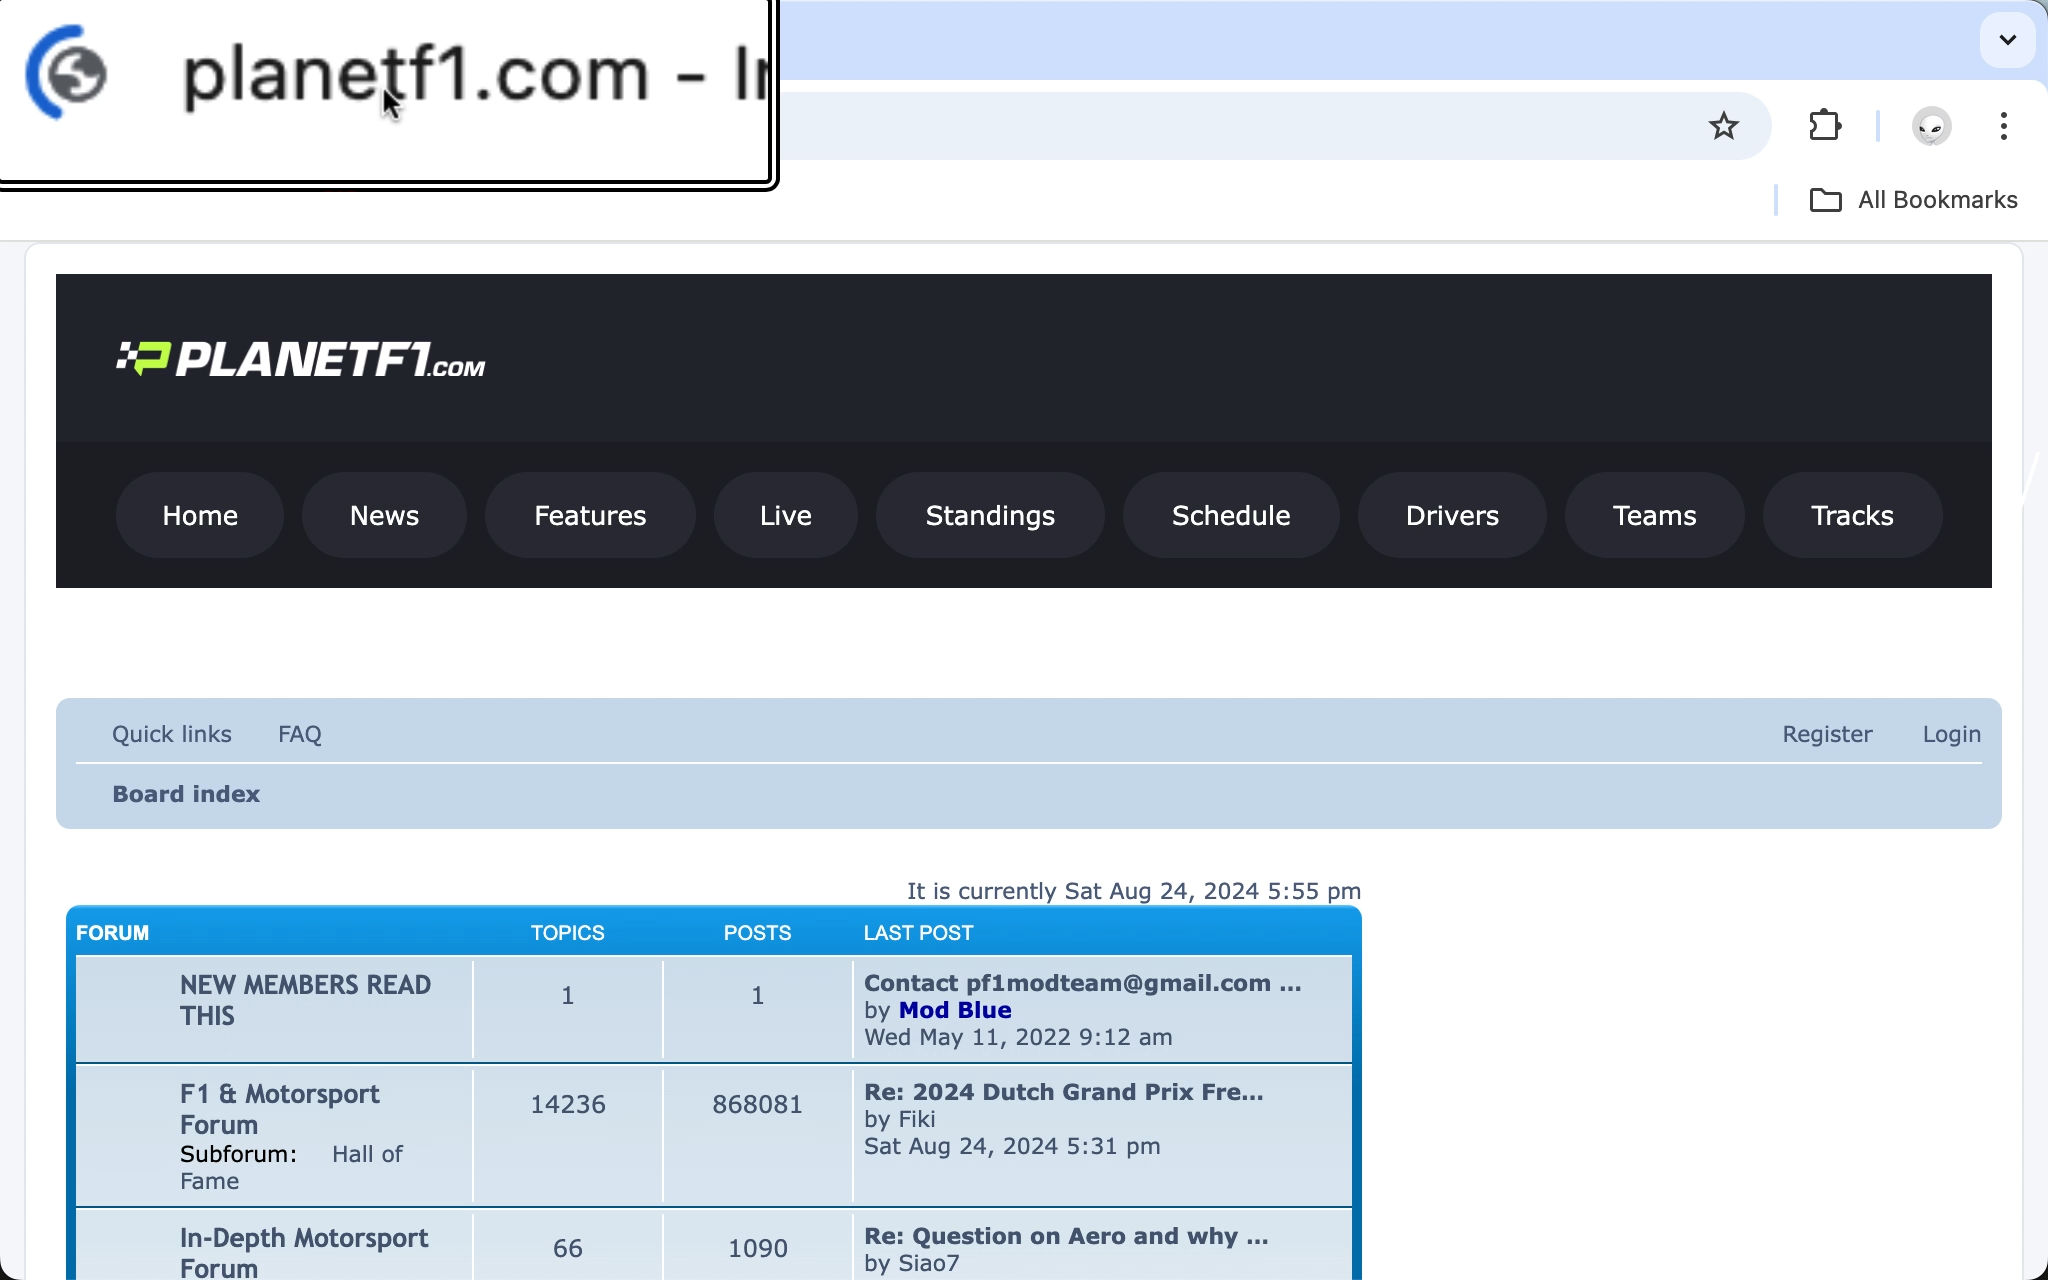 planetf1.com -
All Bookmarks
PLANETF1.COM
Home News Features Live Standings Schedule Drivers Teams Tracks
Quick links FAQ Register Login
Board index
It is currently Sat Aug 24, 2024 5:55 pm
FORUM TOPICS POSTS LAST POST
NEW MEMBERS READ THIS 1 1 Contact pf1modteam@gmail.com ...
by Mod Blue
Wed May 11, 2022 9:12 am
F1 & Motorsport Forum 14236 868081 Re: 2024 Dutch Grand Prix Fre...
Subforum: Hall of Fame by Fiki
Sat Aug 24, 2024 5:31 pm
In-Depth Motorsport Forum 66 1090 Re: Question on Aero and why ...
by Siao7